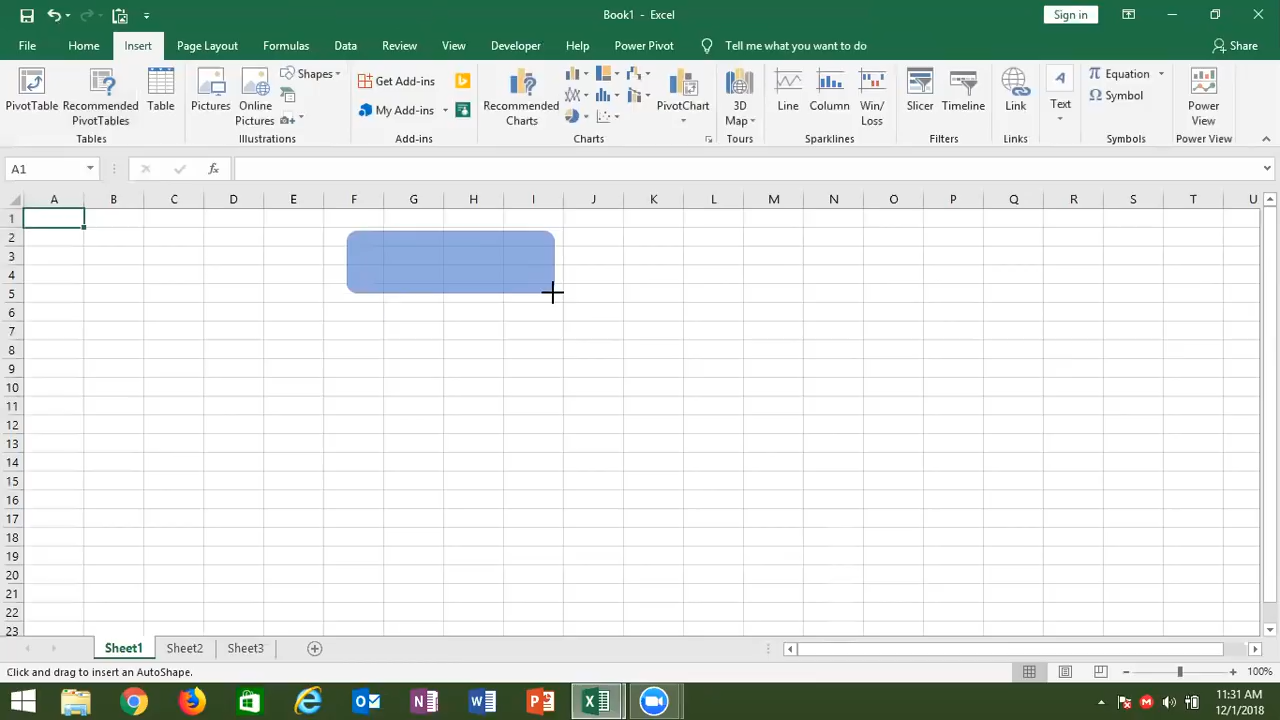 Book1 - Excel
Sign in
File Home Insert Page Layout Formulas Data Review View Developer Help Power Pivot Tell me what you want to do Share
PivotTable
Recommended PivotTables
Table
Tables
Pictures
Online Pictures
Shapes
Illustrations
Get Add-ins
My Add-ins
Add-ins
Recommended Charts
PivotChart
Charts
3D Map
Tours
Line
Column
Win/Loss
Sparklines
Slicer
Timeline
Filters
Link
Links
A
Text
Equation
Symbol
Symbols
Power View
Power View
A1
fx
A B C D E F G H I J K L M N O P Q R S T U
1
2
3
4
5
6
7
8
9
10
11
12
13
14
15
16
17
18
19
20
21
22
23
Sheet1 Sheet2 Sheet3
Click and drag to insert an AutoShape.
100%
11:31 AM
12/1/2018